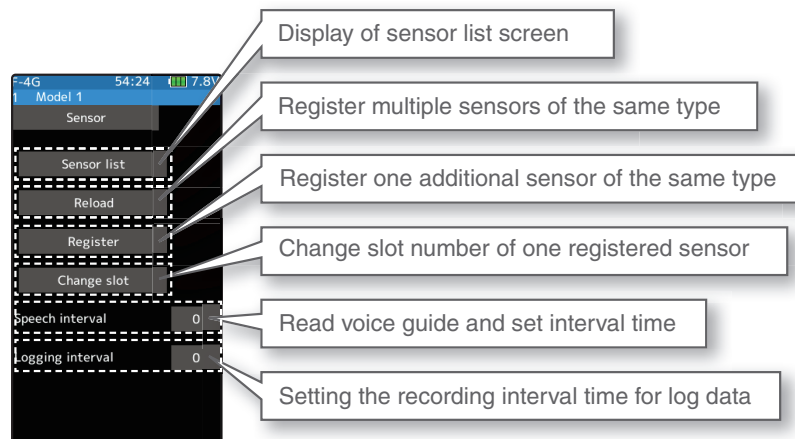 Display of sensor list screen
F-4G 54:24 7.8V
1 Model 1
Sensor
Register multiple sensors of the same type
Sensor list
Register one additional sensor of the same type
Reload
Register
Change slot number of one registered sensor
Change slot
Speech interval 0
Read voice guide and set interval time
Logging interval 0
Setting the recording interval time for log data